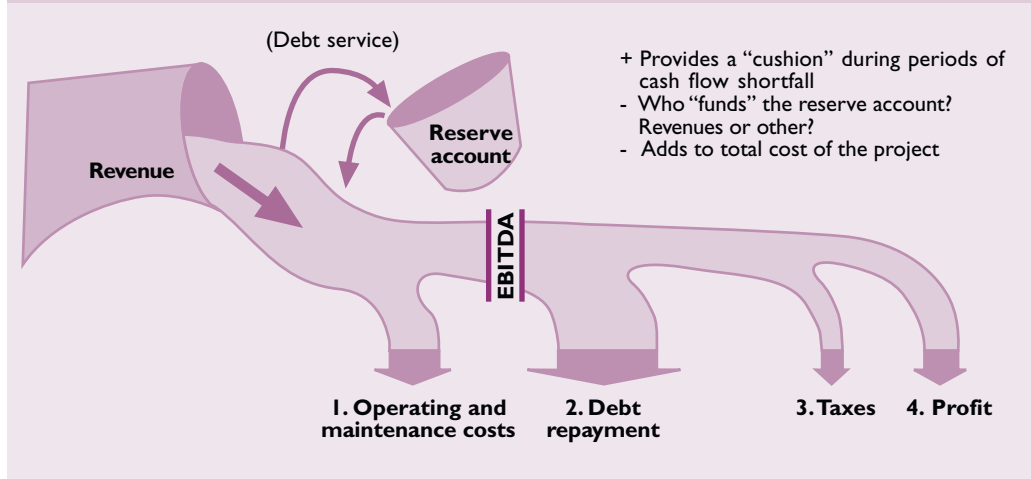 (Debt service)
+ Provides a “cushion” during periods of
cash flow shortfall
- Who “funds” the reserve account?
Revenues or other?
- Adds to total cost of the project
Reserve
account
Revenue
EBITDA
1. Operating and
maintenance costs
2. Debt
repayment
3. Taxes
4. Profit